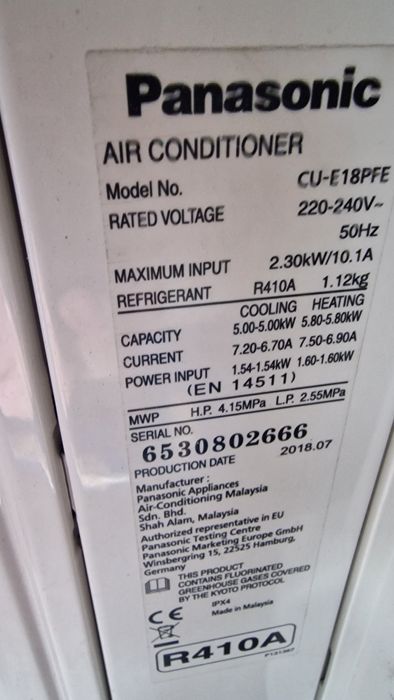 Panasonic
AIR CONDITIONER
Model No. CU-E18PFE
RATED VOLTAGE 220-240V~
50Hz
MAXIMUM INPUT 2.30kW/10.1A
REFRIGERANT R410A 1.12kg
COOLING HEATING
CAPACITY 5.00-5.00kW 5.80-5.80kW
CURRENT 7.20-6.70A 7.50-6.90A
POWER INPUT 1.54-1.54kW 1.60-1.60kW
(EN 14511)
MWP H.P. 4.15MPa L.P. 2.55MPa
SERIAL NO.
6530802666
PRODUCTION DATE 2018.07
Manufacturer :
Panasonic Appliances
Air-Conditioning Malaysia
Sdn. Bhd.
Shah Alam, Malaysia
Authorized representative in EU
Panasonic Testing Centre
Panasonic Marketing Europe GmbH
Winsbergring 15, 22525 Hamburg,
Germany
THIS PRODUCT
CONTAINS FLUORINATED
GREENHOUSE GASES COVERED
BY THE KYOTO PROTOCOL
IPX4
CE Made in Malaysia
R410A